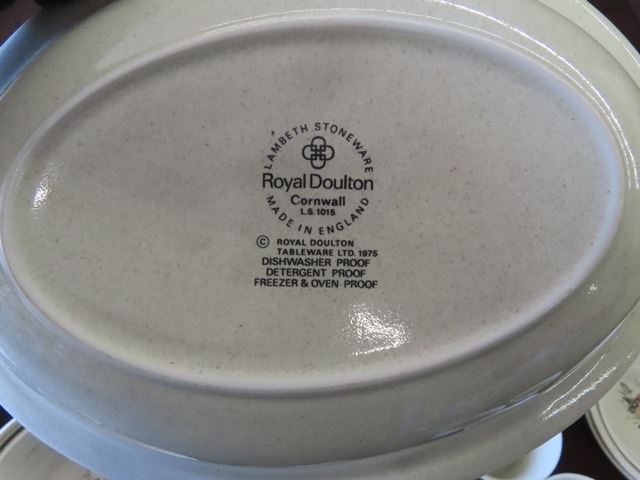 LAMBETH STONEWARE
Royal Doulton
Cornwall
L.S. 1015
MADE IN ENGLAND
© ROYAL DOULTON
TABLEWARE LTD. 1975
DISHWASHER PROOF
DETERGENT PROOF
FREEZER & OVEN PROOF